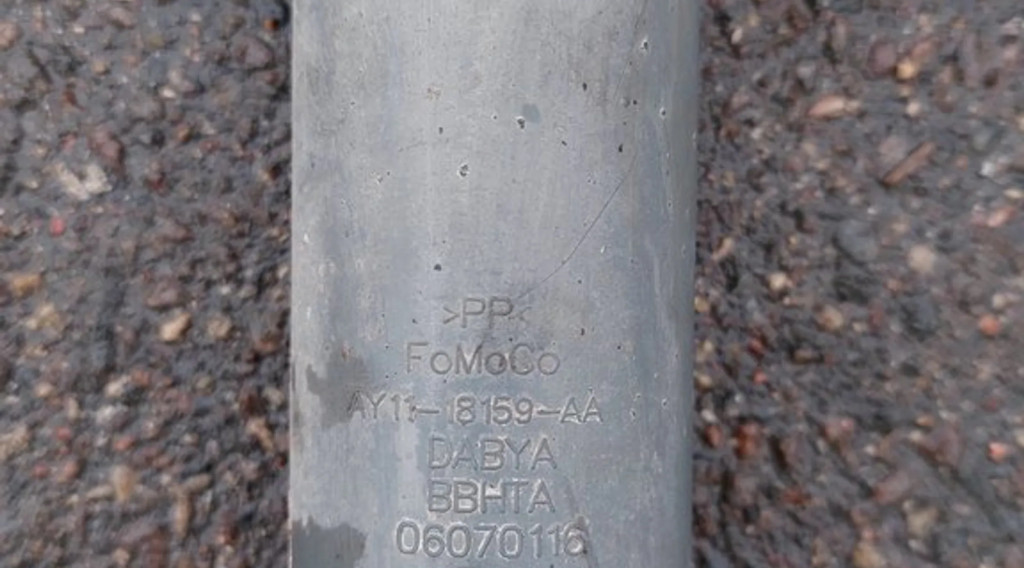 >PP<
FoMoCo
AY11-18159-AA
DABYA
BBHTA
06070116